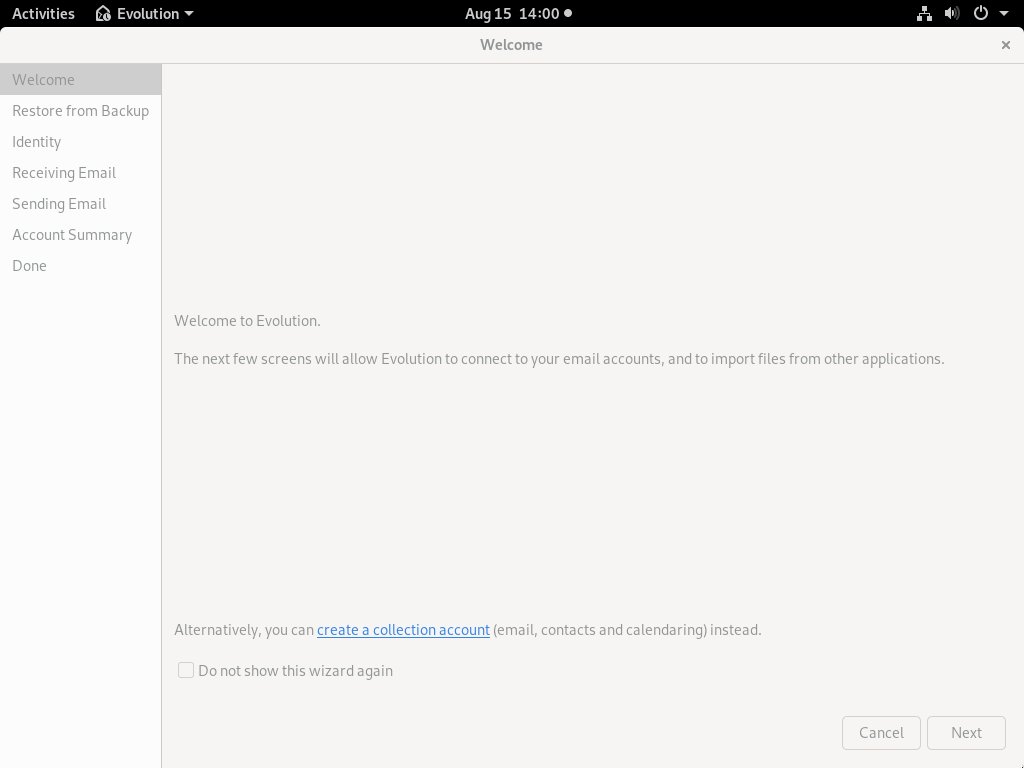 Activities Evolution Aug 15 14:00
Welcome
Welcome
Restore from Backup
Identity
Receiving Email
Sending Email
Account Summary
Done
Welcome to Evolution.
The next few screens will allow Evolution to connect to your email accounts, and to import files from other applications.
Alternatively, you can create a collection account (email, contacts and calendaring) instead.
Do not show this wizard again
Cancel Next